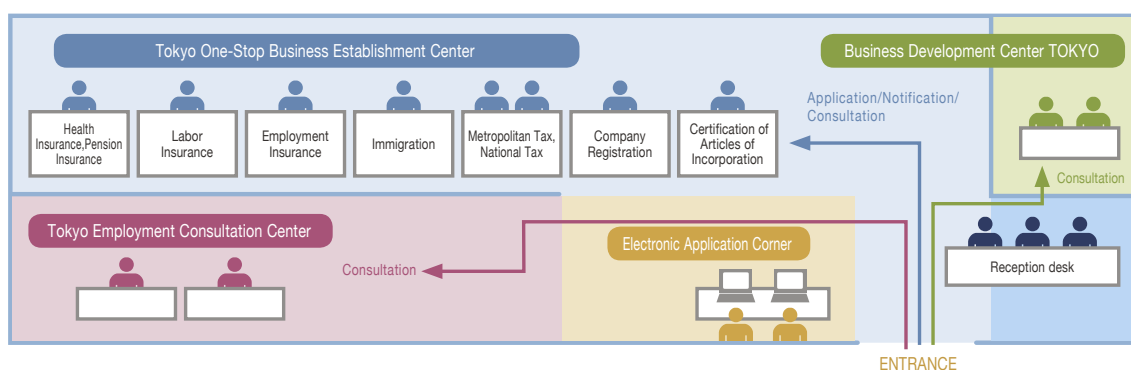 Tokyo One-Stop Business Establishment Center
Business Development Center TOKYO
Health
Insurance,Pension
Insurance
Labor
Insurance
Employment
Insurance
Immigration
Metropolitan Tax,
National Tax
Company
Registration
Certification of
Articles of
Incorporation
Application/Notification/
Consultation
Consultation
Tokyo Employment Consultation Center
Consultation
Electronic Application Corner
Reception desk
ENTRANCE